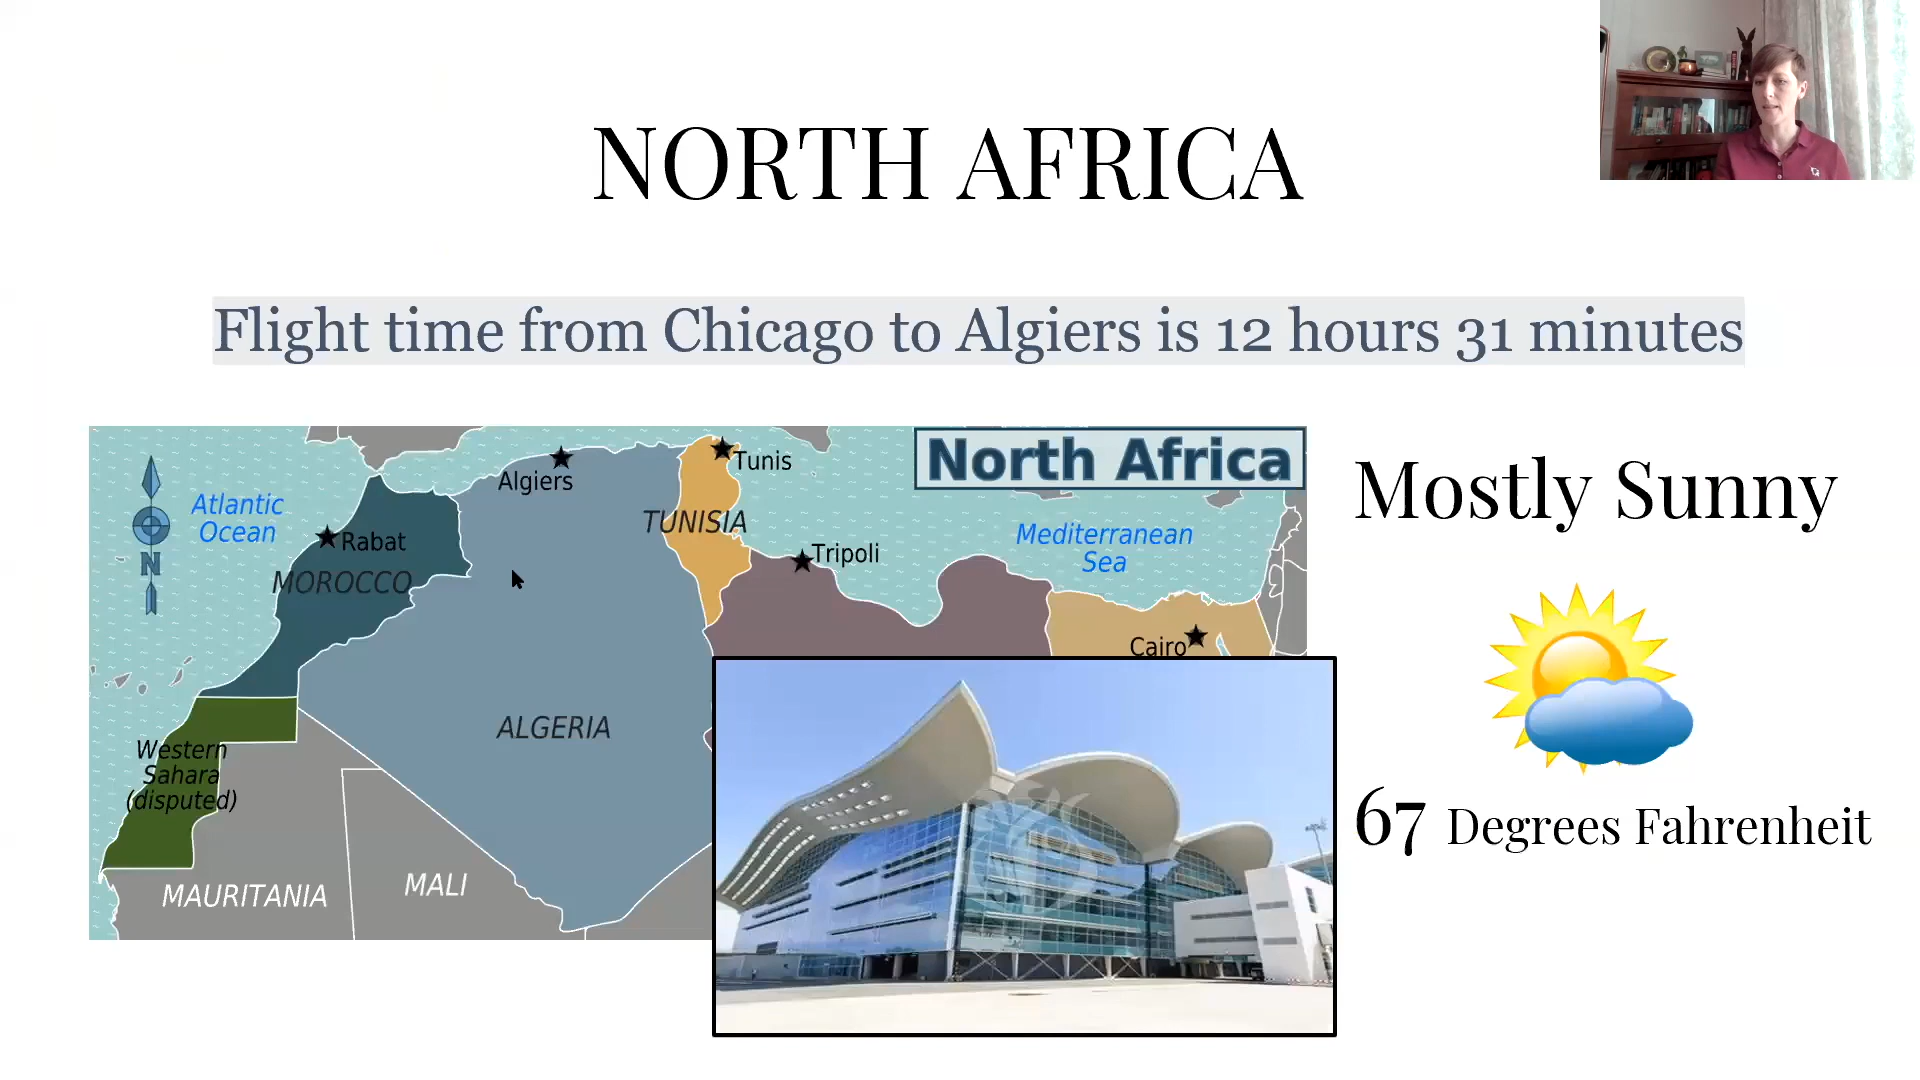 NORTH AFRICA
Flight time from Chicago to Algiers is 12 hours 31 minutes
North Africa
Tunis
Algiers
Atlantic
Ocean
TUNISIA
Rabat
Mediterranean
Sea
Tripoli
MOROCCO
N
Cairo
ALGERIA
Western
Sahara
(disputed)
MAURITANIA
MALI
Mostly Sunny
67 Degrees Fahrenheit